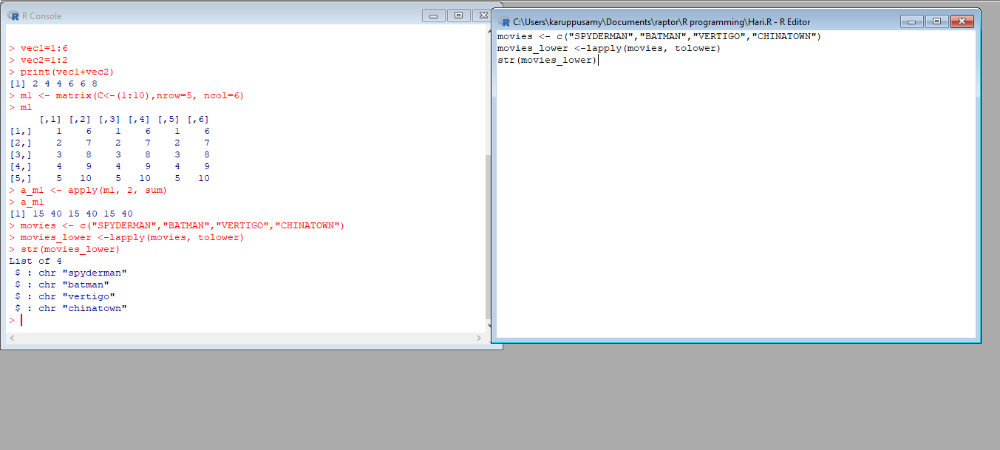 R Console
> vec1=1:6
> vec2=1:2
> print(vec1+vec2)
[1] 2 4 4 6 6 8
> m1 <- matrix(C<-(1:10),nrow=5, ncol=6)
> m1
     [,1] [,2] [,3] [,4] [,5] [,6]
[1,]    1    6    1    6    1    6
[2,]    2    7    2    7    2    7
[3,]    3    8    3    8    3    8
[4,]    4    9    4    9    4    9
[5,]    5   10    5   10    5   10
> a_m1 <- apply(m1, 2, sum)
> a_m1
[1] 15 40 15 40 15 40
> movies <- c("SPYDERMAN","BATMAN","VERTIGO","CHINATOWN")
> movies_lower <-lapply(movies, tolower)
> str(movies_lower)
List of 4
 $ : chr "spyderman"
 $ : chr "batman"
 $ : chr "vertigo"
 $ : chr "chinatown"
>
C:\Users\karuppusamy\Documents\raptor\R programming\Hari.R - R Editor
movies <- c("SPYDERMAN","BATMAN","VERTIGO","CHINATOWN")
movies_lower <-lapply(movies, tolower)
str(movies_lower)